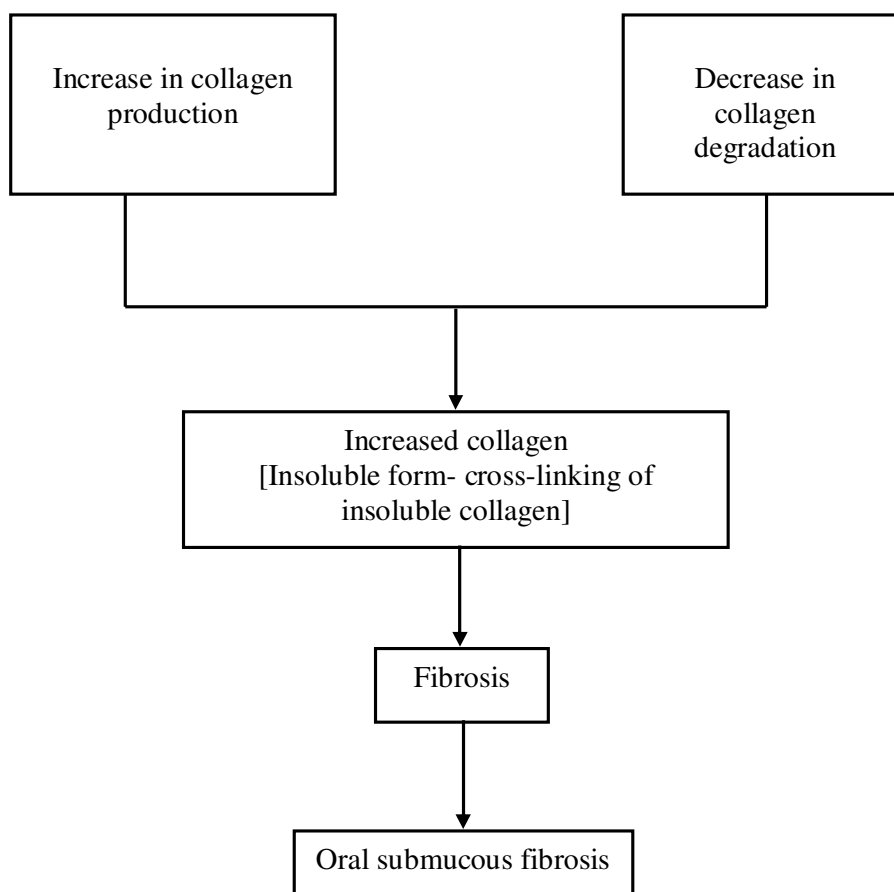 Increase in collagen
production
Decrease in
collagen
degradation
Increased collagen
[Insoluble form- cross-linking of
insoluble collagen]
Fibrosis
Oral submucous fibrosis